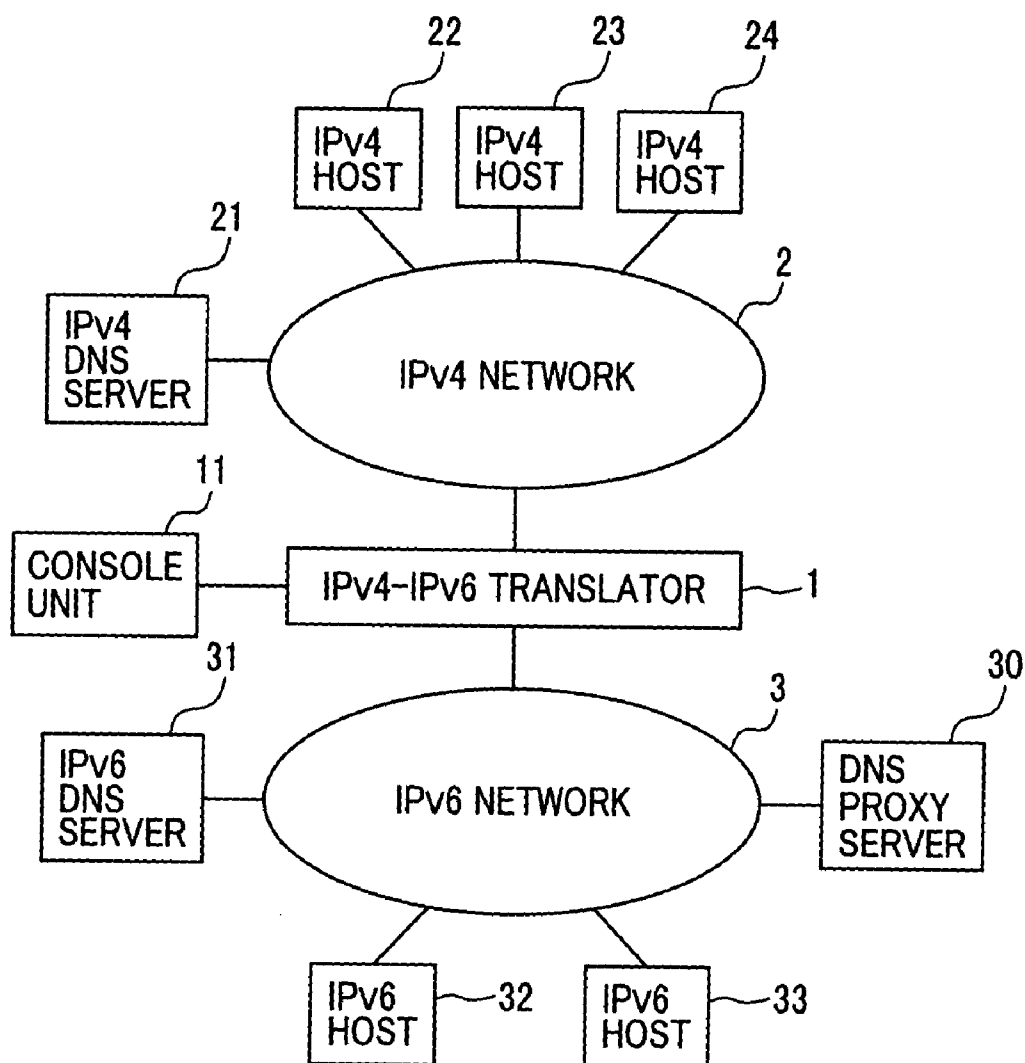 22
23
24
IPv4
HOST
IPv4
HOST
IPv4
HOST
21
2
IPv4
DNS
SERVER
IPv4 NETWORK
11
CONSOLE
UNIT
IPv4-IPv6 TRANSLATOR
1
31
3
30
IPv6
DNS
SERVER
IPv6 NETWORK
DNS
PROXY
SERVER
IPv6
HOST
32
IPv6
HOST
33